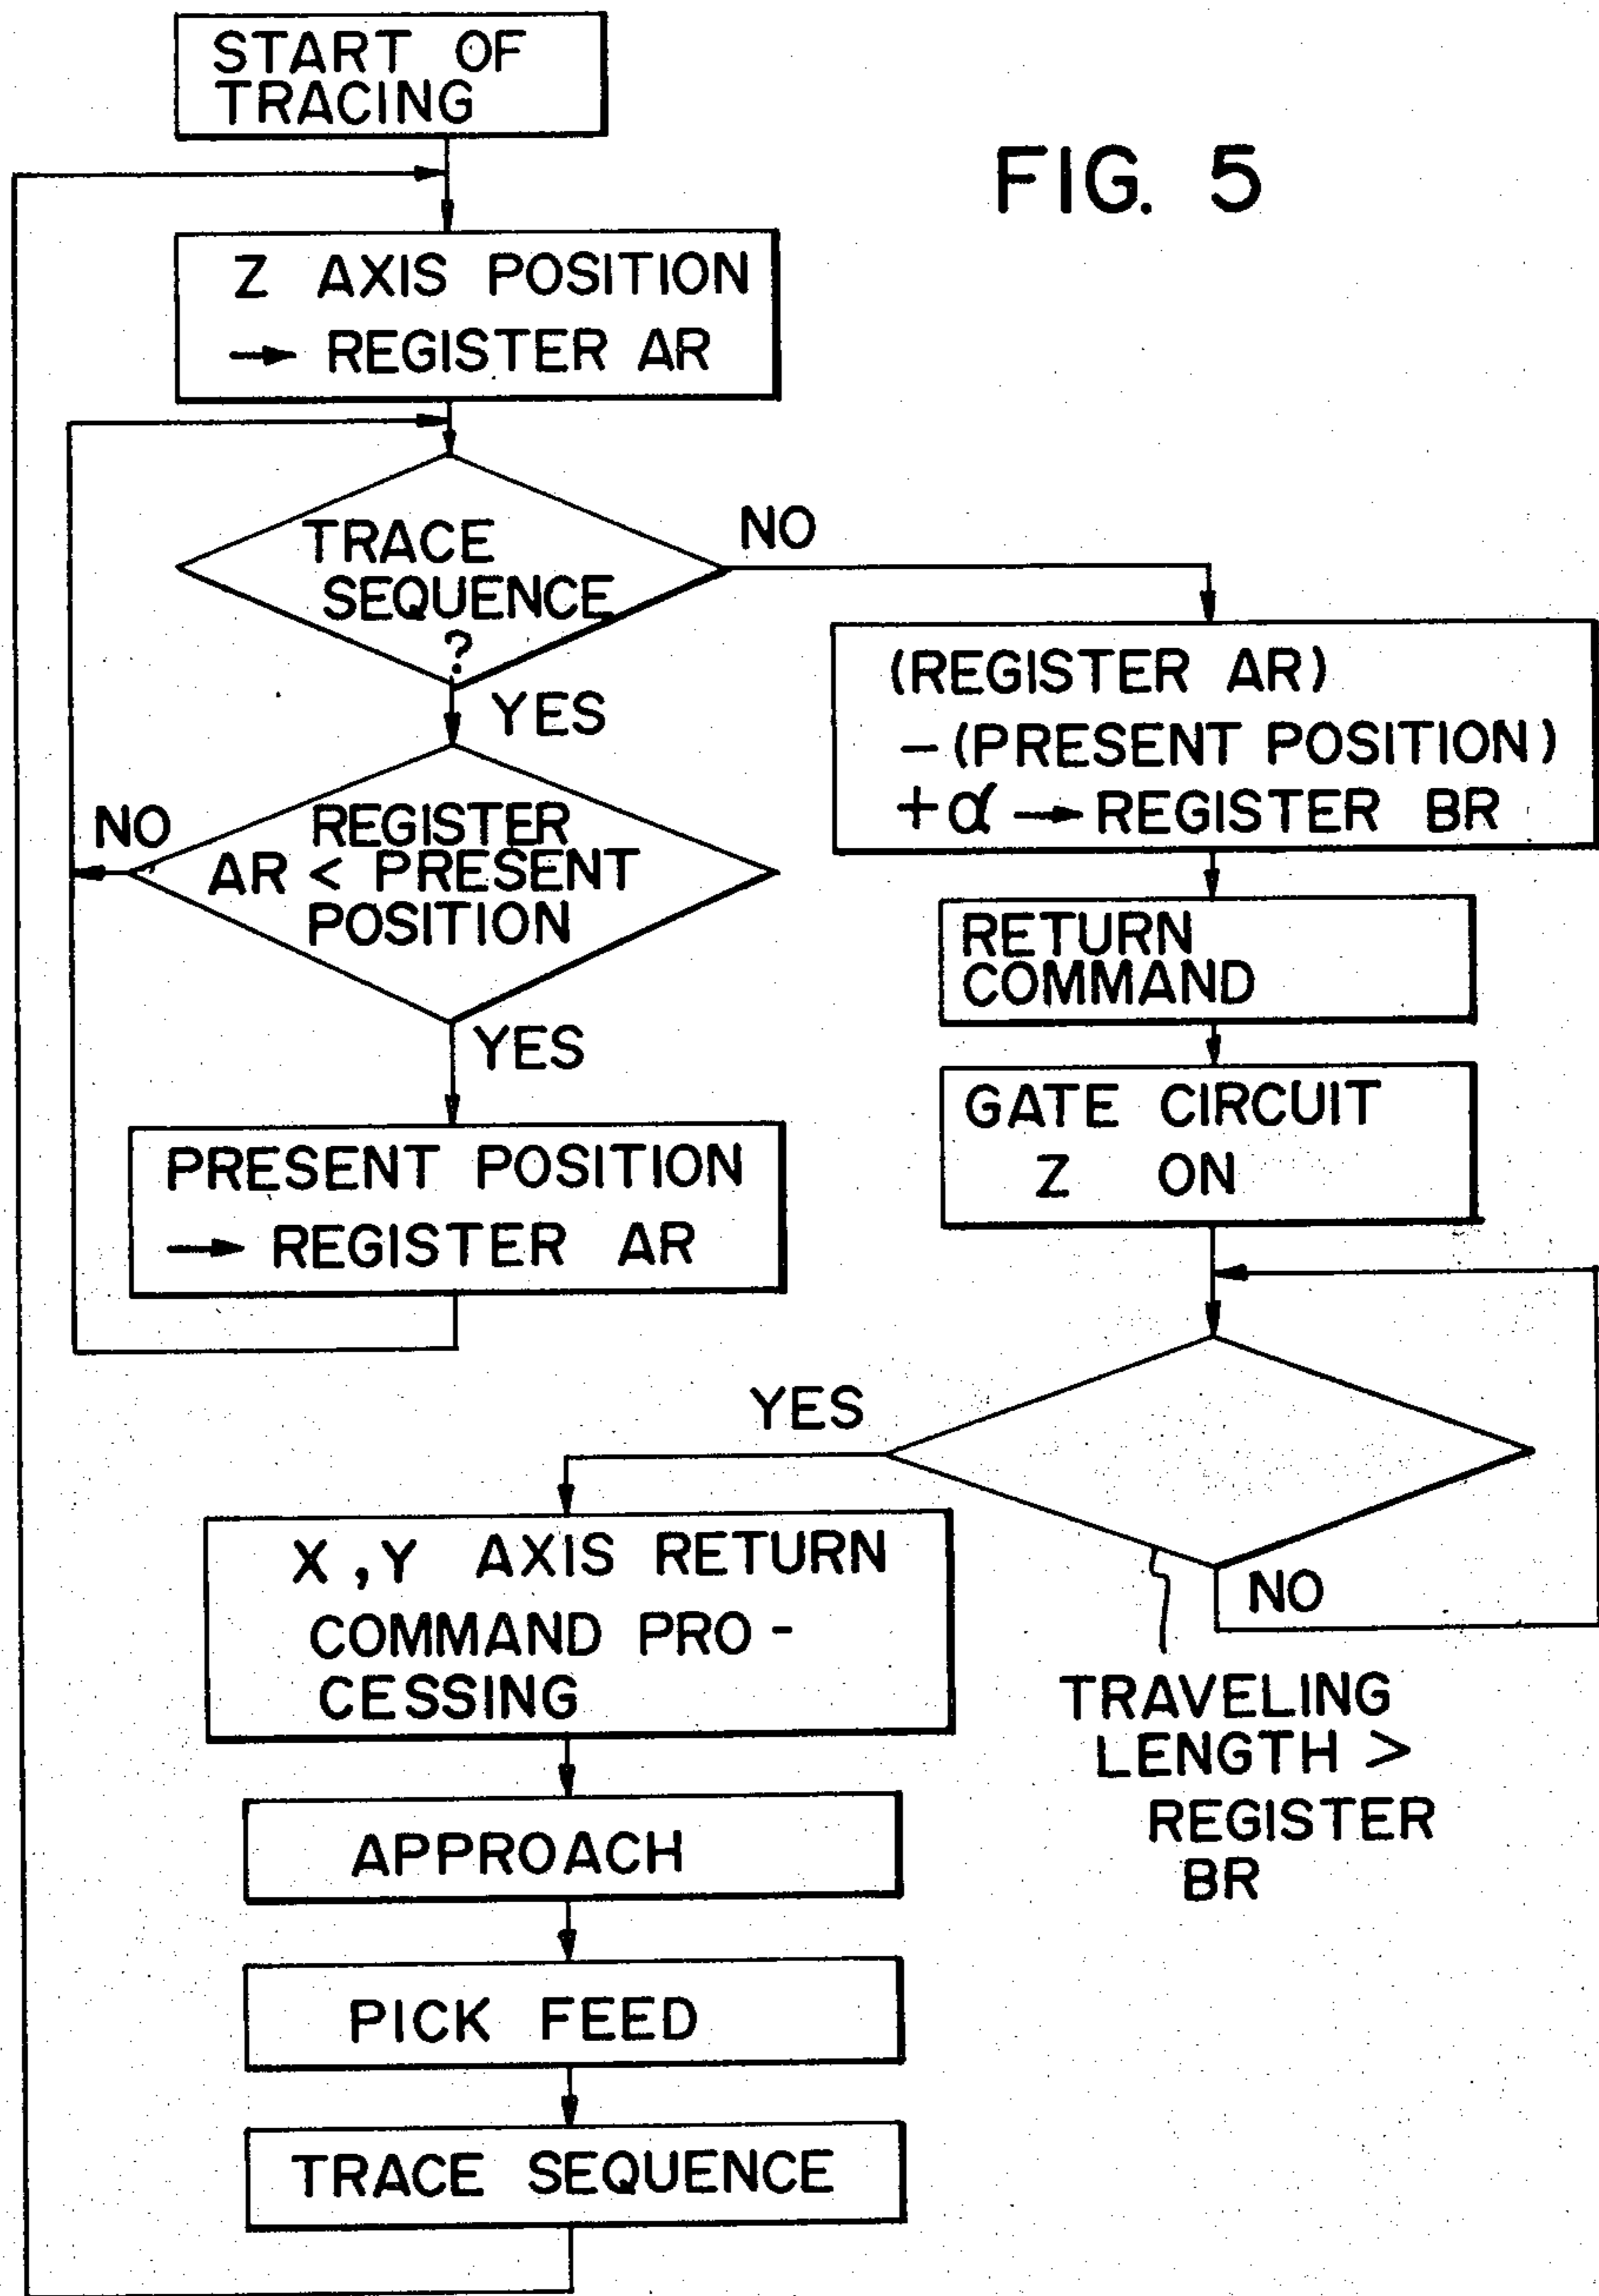 START OF
TRACING
FIG. 5
Z AXIS POSITION
→ REGISTER AR
TRACE
SEQUENCE
?
NO
YES
REGISTER
AR < PRESENT
POSITION
NO
YES
PRESENT POSITION
→ REGISTER AR
(REGISTER AR)
-(PRESENT POSITION)
+α → REGISTER BR
RETURN
COMMAND
GATE CIRCUIT
Z ON
YES
NO
TRAVELING
LENGTH >
REGISTER
BR
X,Y AXIS RETURN
COMMAND PRO-
CESSING
APPROACH
PICK FEED
TRACE SEQUENCE